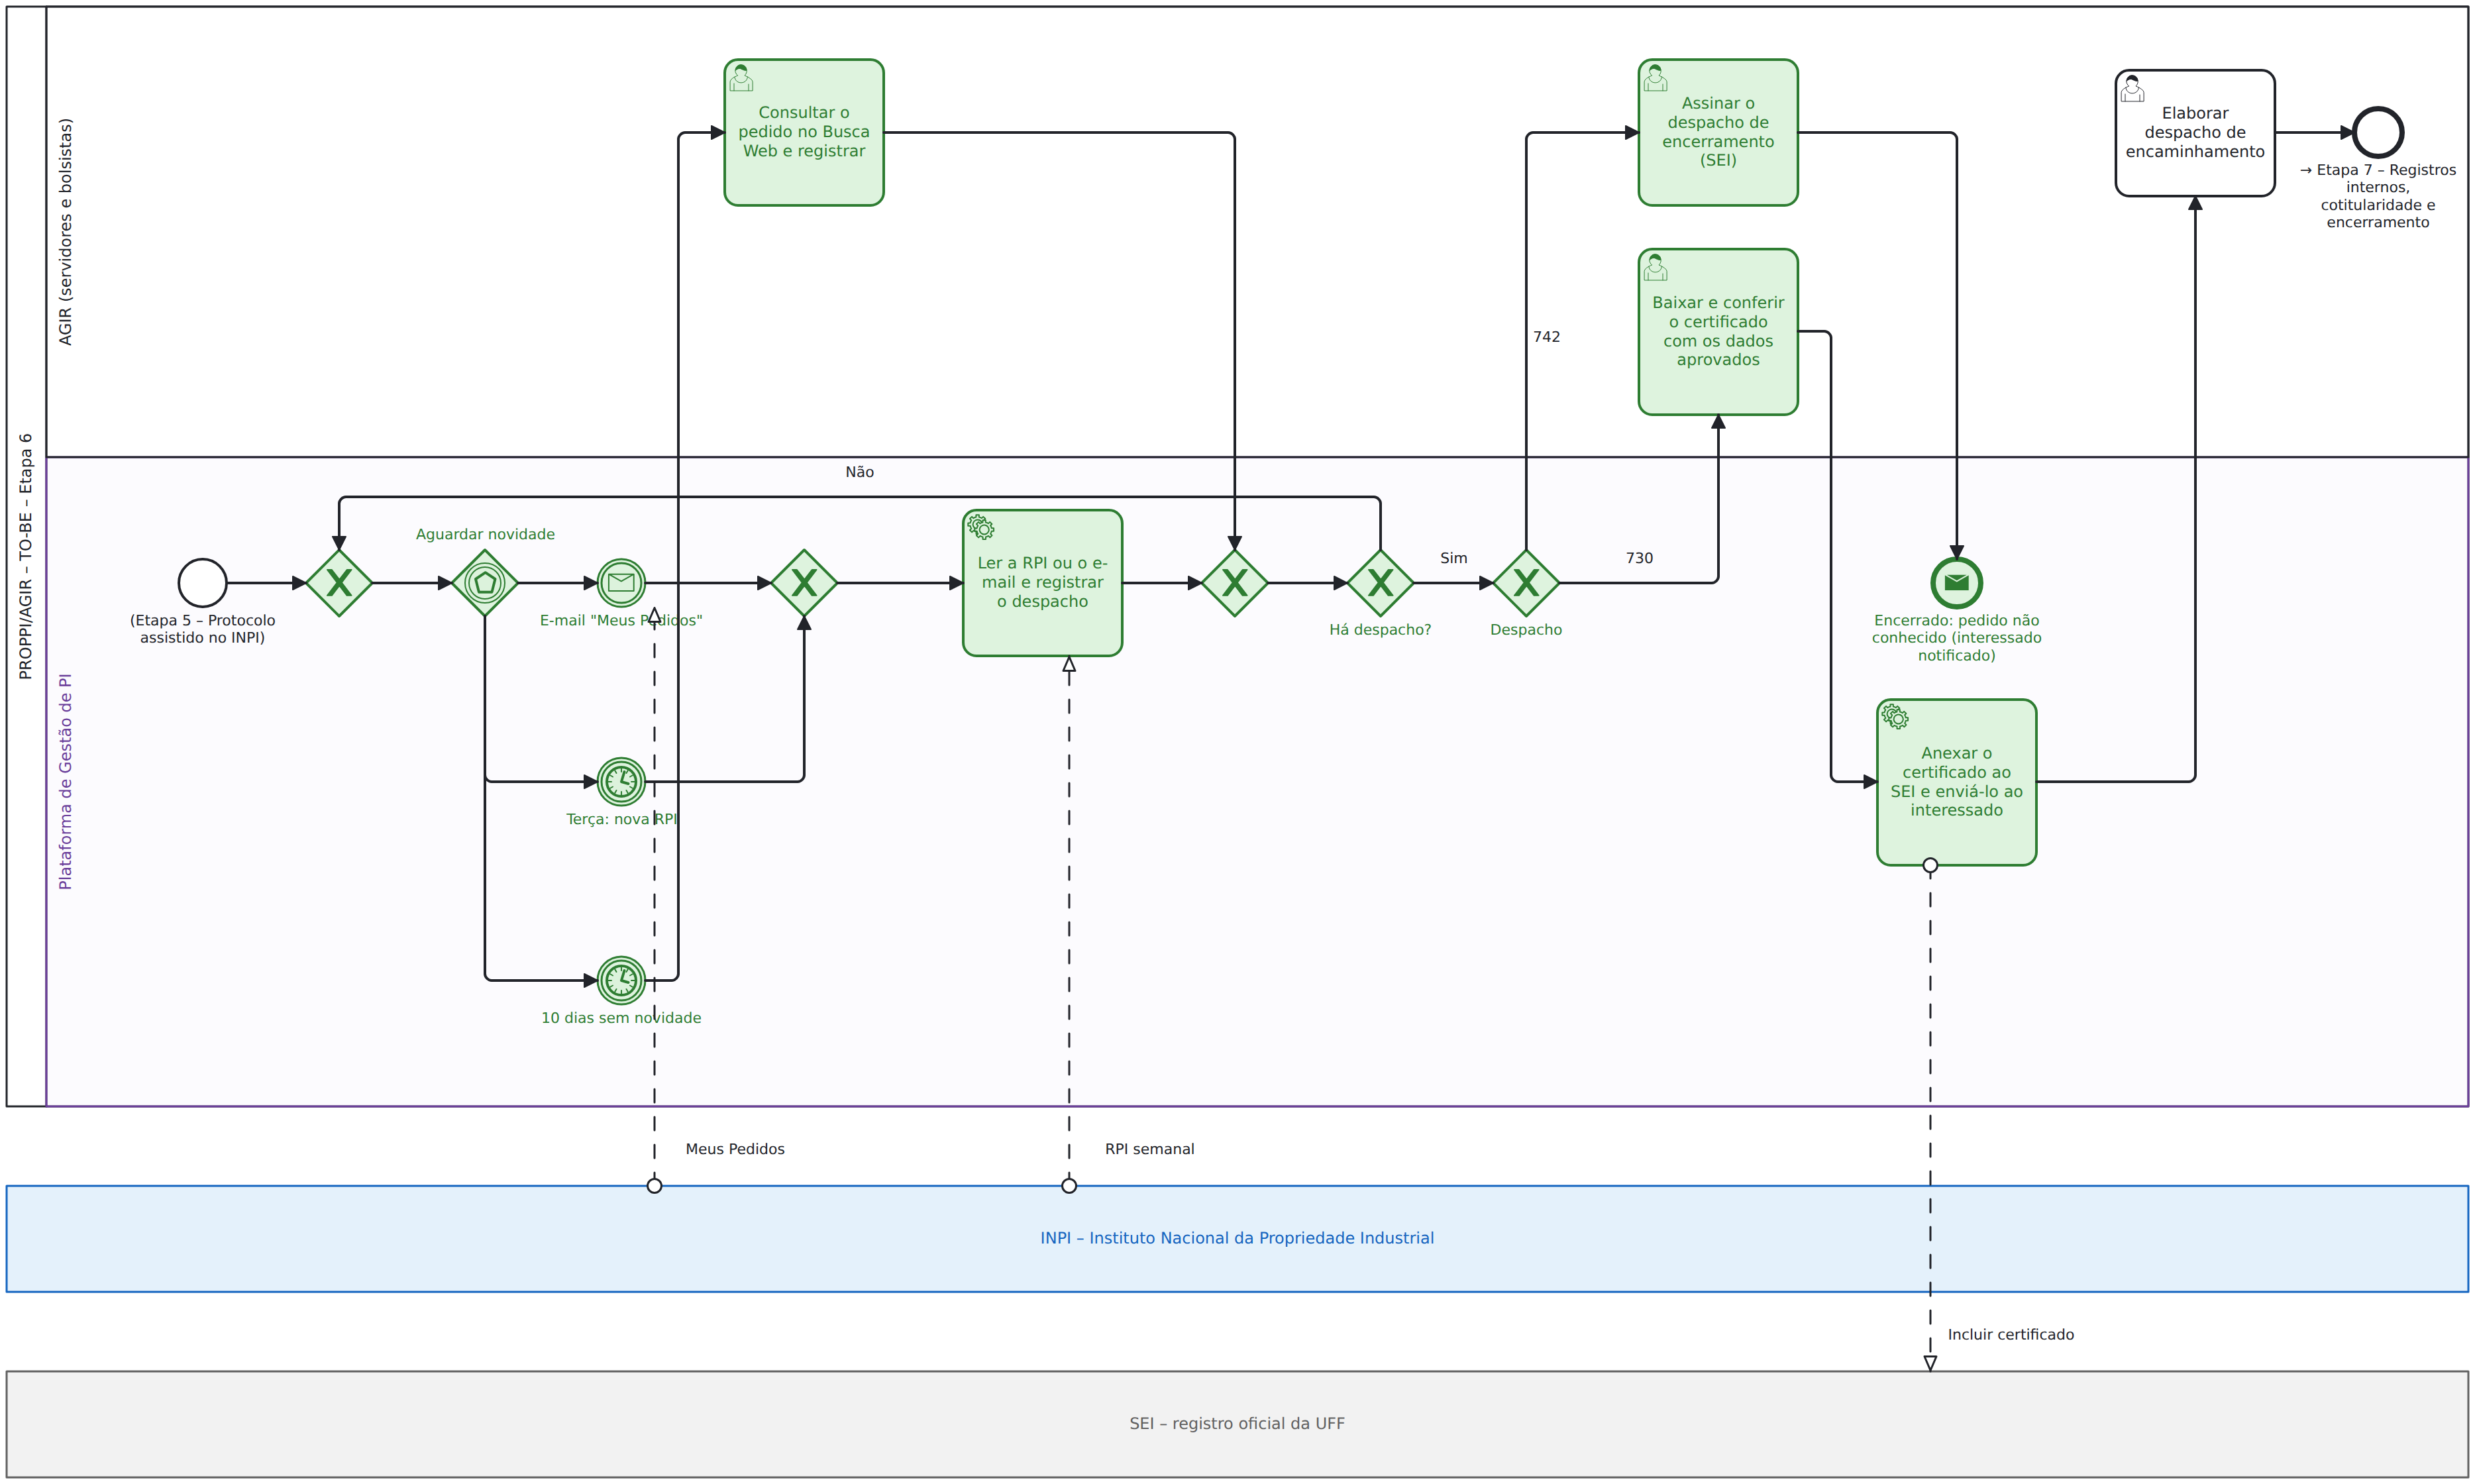 PROPPI/AGIR – TO-BE – Etapa 6
AGIR (servidores e bolsistas)
Consultar o
pedido no Busca
Web e registrar
Assinar o
despacho de
encerramento
(SEI)
Baixar e conferir
o certificado
com os dados
aprovados
Elaborar
despacho de
encaminhamento
→ Etapa 7 – Registros
internos,
cotitularidade e
encerramento
742
Plataforma de Gestão de PI
Não
(Etapa 5 – Protocolo
assistido no INPI)
Aguardar novidade
E-mail "Meus Pedidos"
Terça: nova RPI
10 dias sem novidade
Ler a RPI ou o e-
mail e registrar
o despacho
Há despacho?
Sim
Despacho
730
Encerrado: pedido não
conhecido (interessado
notificado)
Anexar o
certificado ao
SEI e enviá-lo ao
interessado
Meus Pedidos
RPI semanal
INPI – Instituto Nacional da Propriedade Industrial
Incluir certificado
SEI – registro oficial da UFF